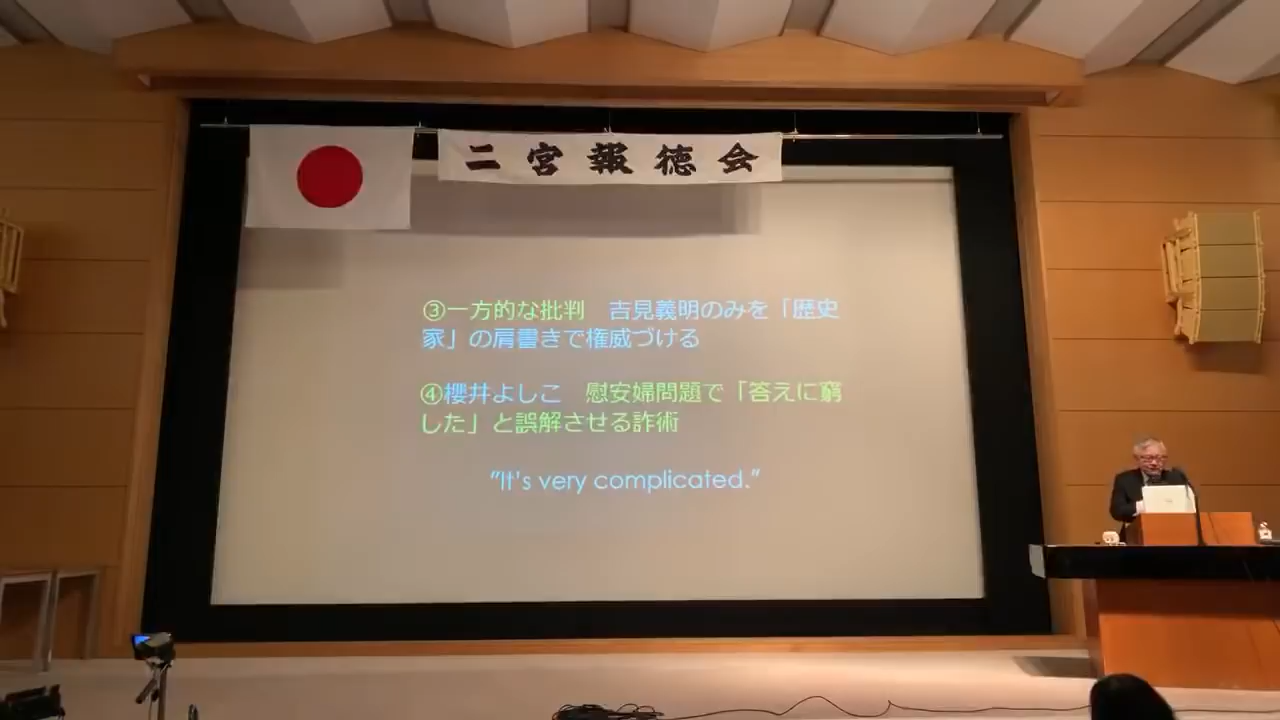 二宮報徳会
③一方的な批判　吉見義明のみを「歴史
家」の肩書きで権威づける
④櫻井よしこ　慰安婦問題で「答えに窮
した」と誤解させる詐術
"It's very complicated."